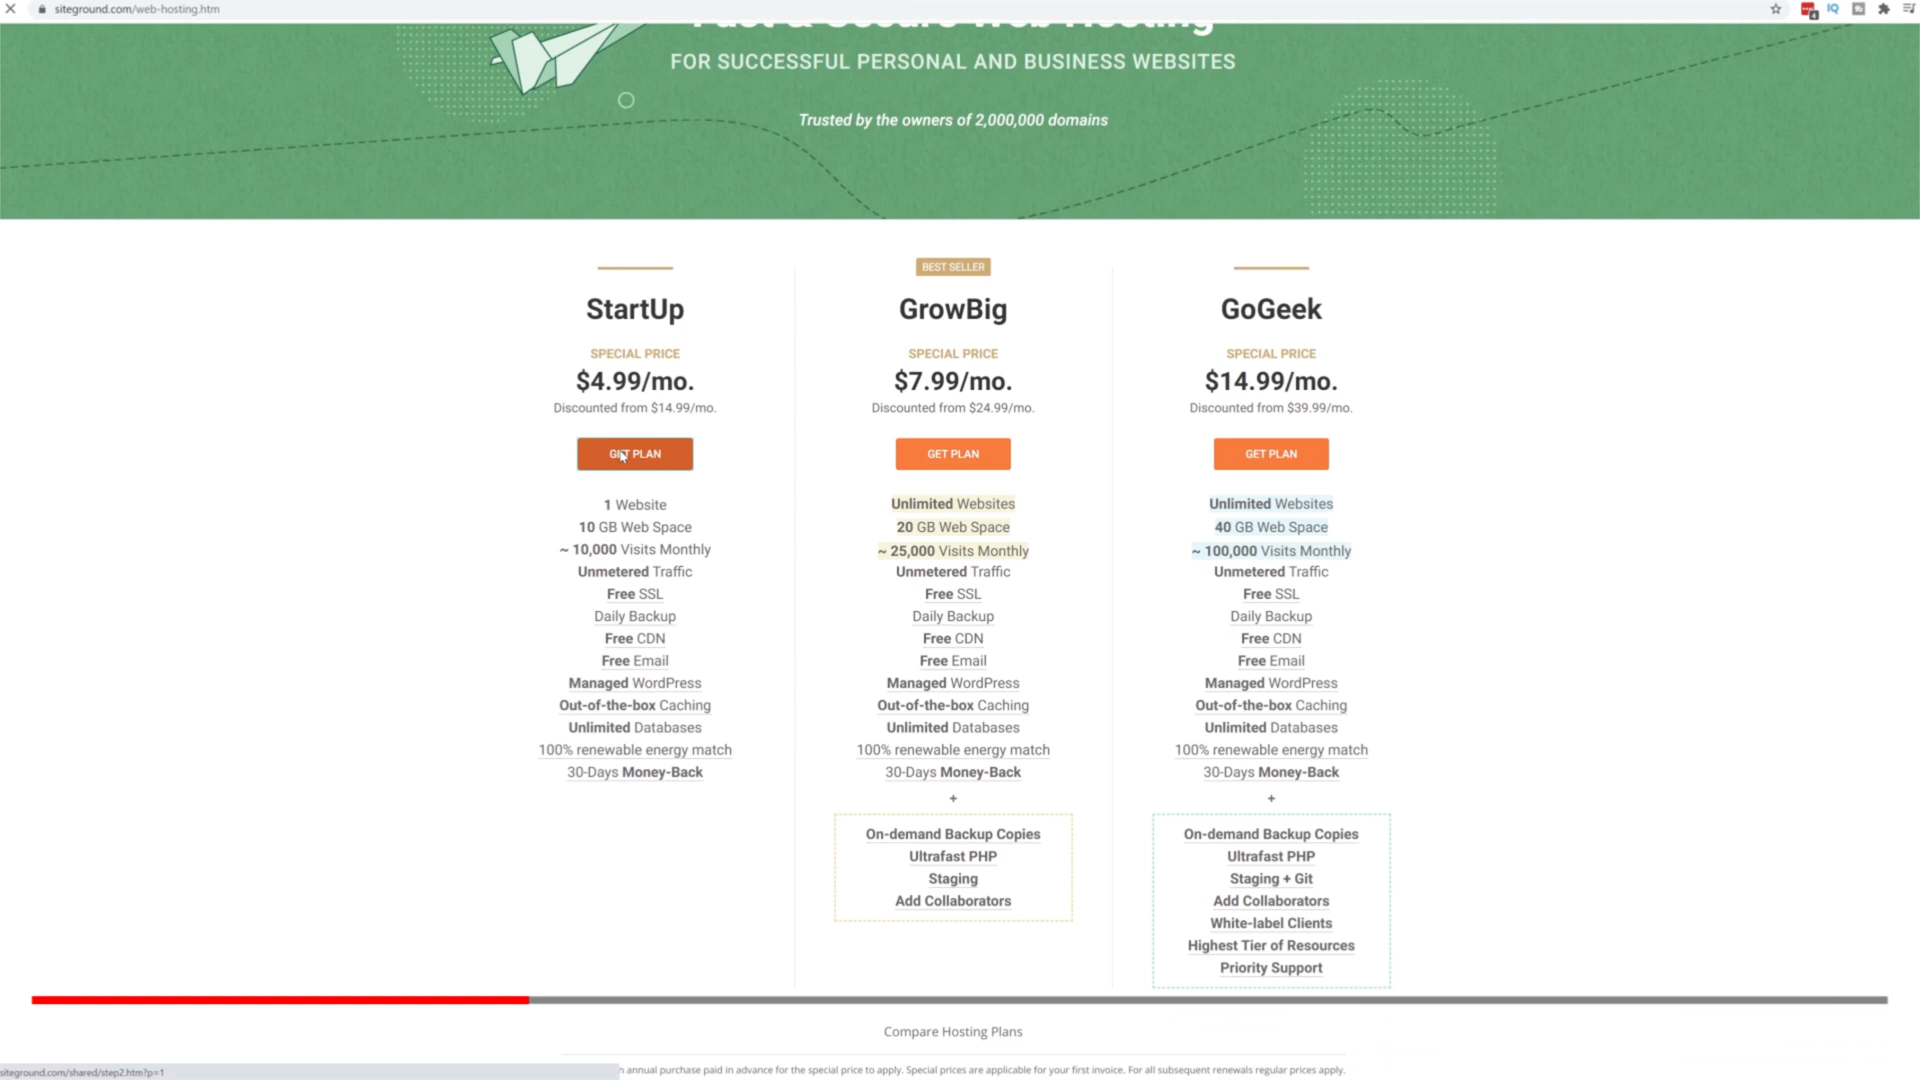 siteground.com/web-hosting.htm
Fast & Secure Web Hosting
FOR SUCCESSFUL PERSONAL AND BUSINESS WEBSITES
Trusted by the owners of 2,000,000 domains
StartUp
SPECIAL PRICE
$4.99/mo.
Discounted from $14.99/mo.
GET PLAN
1 Website
10 GB Web Space
~ 10,000 Visits Monthly
Unmetered Traffic
Free SSL
Daily Backup
Free CDN
Free Email
Managed WordPress
Out-of-the-box Caching
Unlimited Databases
100% renewable energy match
30-Days Money-Back
BEST SELLER
GrowBig
SPECIAL PRICE
$7.99/mo.
Discounted from $24.99/mo.
GET PLAN
Unlimited Websites
20 GB Web Space
~ 25,000 Visits Monthly
Unmetered Traffic
Free SSL
Daily Backup
Free CDN
Free Email
Managed WordPress
Out-of-the-box Caching
Unlimited Databases
100% renewable energy match
30-Days Money-Back
+
On-demand Backup Copies
Ultrafast PHP
Staging
Add Collaborators
GoGeek
SPECIAL PRICE
$14.99/mo.
Discounted from $39.99/mo.
GET PLAN
Unlimited Websites
40 GB Web Space
~ 100,000 Visits Monthly
Unmetered Traffic
Free SSL
Daily Backup
Free CDN
Free Email
Managed WordPress
Out-of-the-box Caching
Unlimited Databases
100% renewable energy match
30-Days Money-Back
+
On-demand Backup Copies
Ultrafast PHP
Staging + Git
Add Collaborators
White-label Clients
Highest Tier of Resources
Priority Support
Compare Hosting Plans
annual purchase paid in advance for the special price to apply. Special prices are applicable for your first invoice. For all subsequent renewals regular prices apply.
siteground.com/shared/step2.htm?p=1